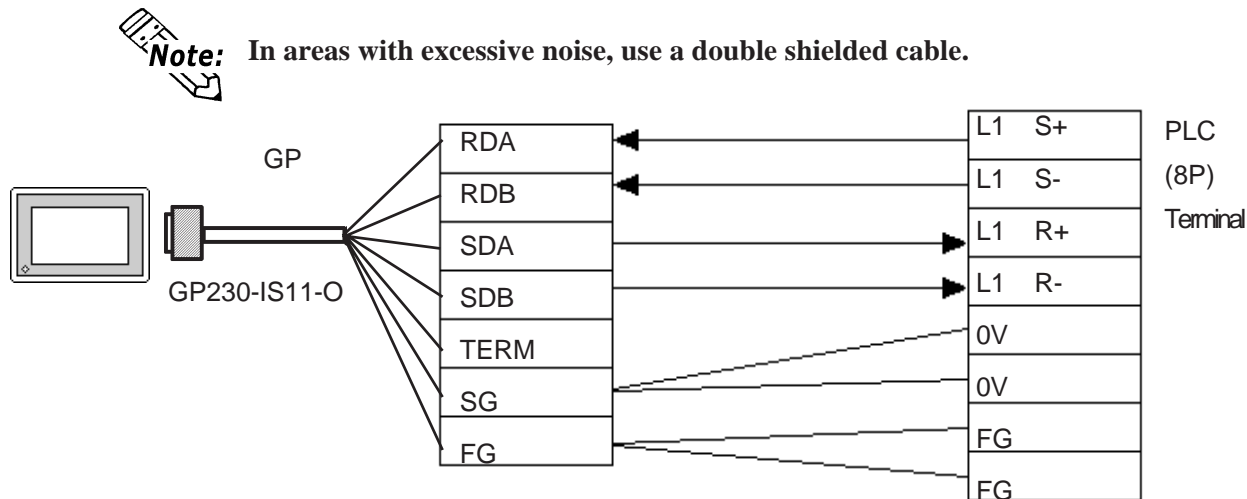 Note: In areas with excessive noise, use a double shielded cable.
GP
GP230-IS11-O
RDA
RDB
SDA
SDB
TERM
SG
FG
L1 S+
L1 S-
L1 R+
L1 R-
0V
0V
FG
FG
PLC
(8P)
Terminal